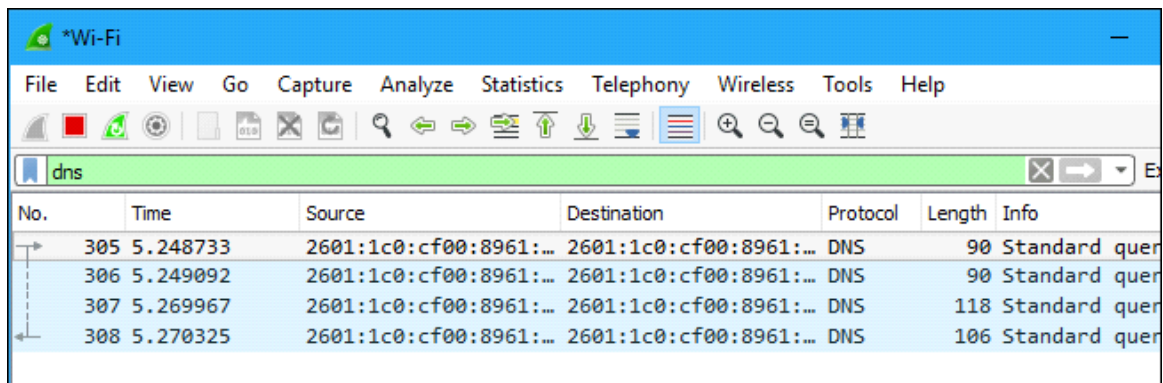 *Wi-Fi
File Edit View Go Capture Analyze Statistics Telephony Wireless Tools Help
dns
No. Time Source Destination Protocol Length Info
305 5.248733 2601:1c0:cf00:8961:… 2601:1c0:cf00:8961:… DNS 90 Standard quer
306 5.249092 2601:1c0:cf00:8961:… 2601:1c0:cf00:8961:… DNS 90 Standard quer
307 5.269967 2601:1c0:cf00:8961:… 2601:1c0:cf00:8961:… DNS 118 Standard quer
308 5.270325 2601:1c0:cf00:8961:… 2601:1c0:cf00:8961:… DNS 106 Standard quer